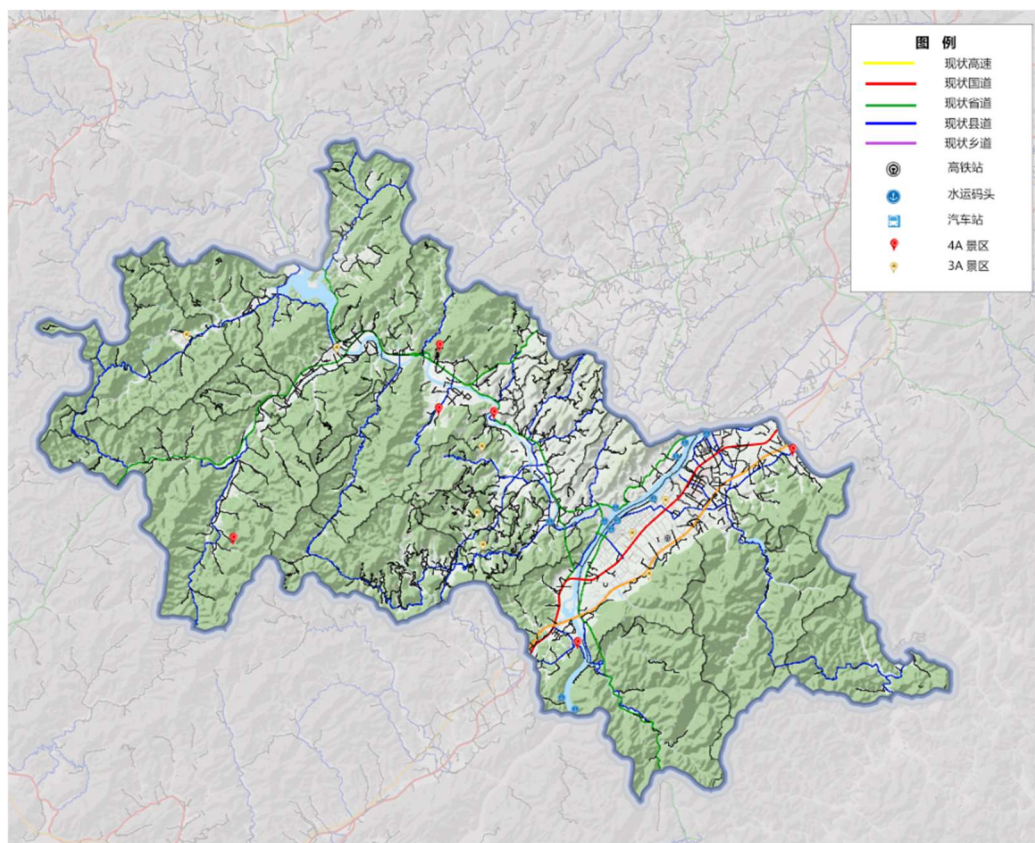 图 例
现状高速
现状国道
现状省道
现状县道
现状乡道
高铁站
水运码头
汽车站
4A 景区
3A 景区